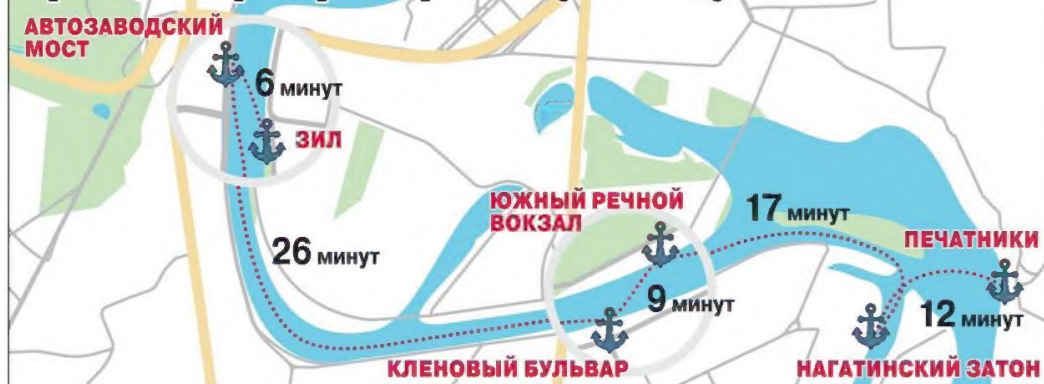 АВТОЗАВОДСКИЙ
МОСТ
6 минут
ЗИЛ
26 минут
ЮЖНЫЙ РЕЧНОЙ
ВОКЗАЛ
17 минут
ПЕЧАТНИКИ
9 минут
12 минут
КЛЕНОВЫЙ БУЛЬВАР
НАГАТИНСКИЙ ЗАТОН